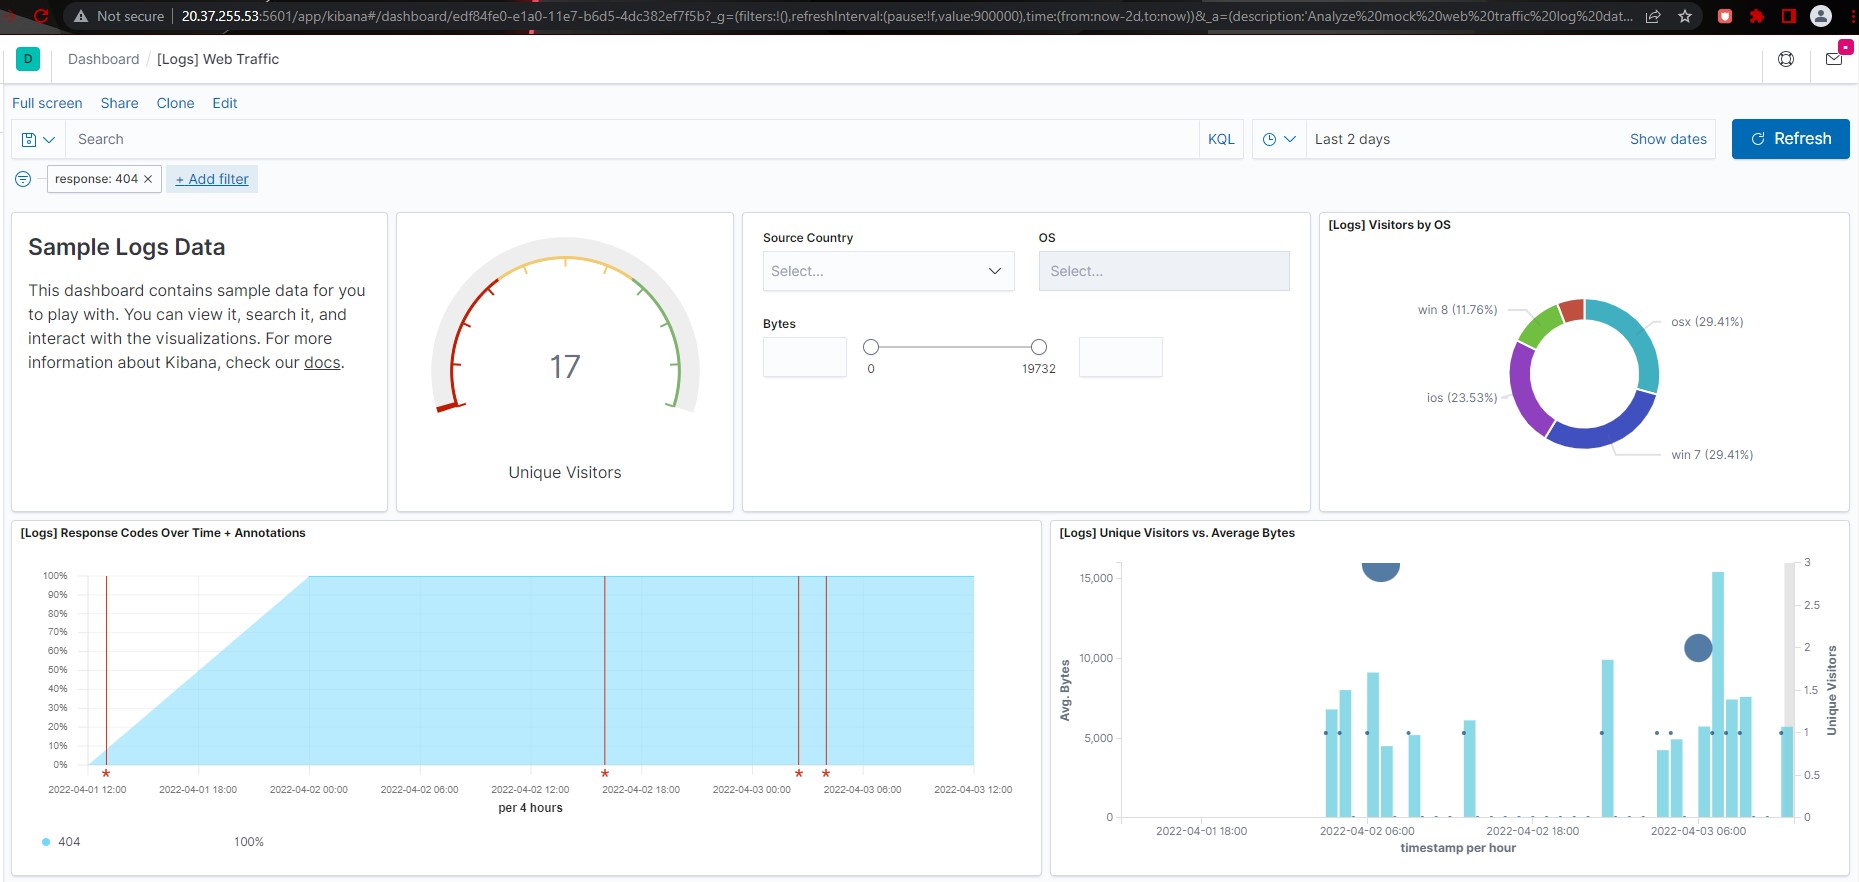 Not secure | 20.37.255.53:5601/app/kibana#/dashboard/edf84fe0-e1a0-11e7-b6d5-4dc382ef7f5b?_g=(filters:!(),refreshInterval:(pause:!f,value:900000),time:(from:now-2d,to:now))&_a=(description:'Analyze%20mock%20web%20traffic%20log%20dat...
D Dashboard / [Logs] Web Traffic
Full screen Share Clone Edit
Search KQL Last 2 days Show dates Refresh
response: 404 × + Add filter
Sample Logs Data
This dashboard contains sample data for you
to play with. You can view it, search it, and
interact with the visualizations. For more
information about Kibana, check our docs.
17
Unique Visitors
Source Country OS
Select... Select...
Bytes
0 19732
[Logs] Visitors by OS
win 8 (11.76%)
osx (29.41%)
ios (23.53%)
win 7 (29.41%)
[Logs] Response Codes Over Time + Annotations
100%
90%
80%
70%
60%
50%
40%
30%
20%
10%
0%
* * * *
2022-04-01 12:00 2022-04-01 18:00 2022-04-02 00:00 2022-04-02 06:00 2022-04-02 12:00 2022-04-02 18:00 2022-04-03 00:00 2022-04-03 06:00 2022-04-03 12:00
per 4 hours
404 100%
[Logs] Unique Visitors vs. Average Bytes
Avg. Bytes
15,000
10,000
5,000
0
3
2.5
2
1.5
1
0.5
0
Unique Visitors
2022-04-01 18:00 2022-04-02 06:00 2022-04-02 18:00 2022-04-03 06:00
timestamp per hour